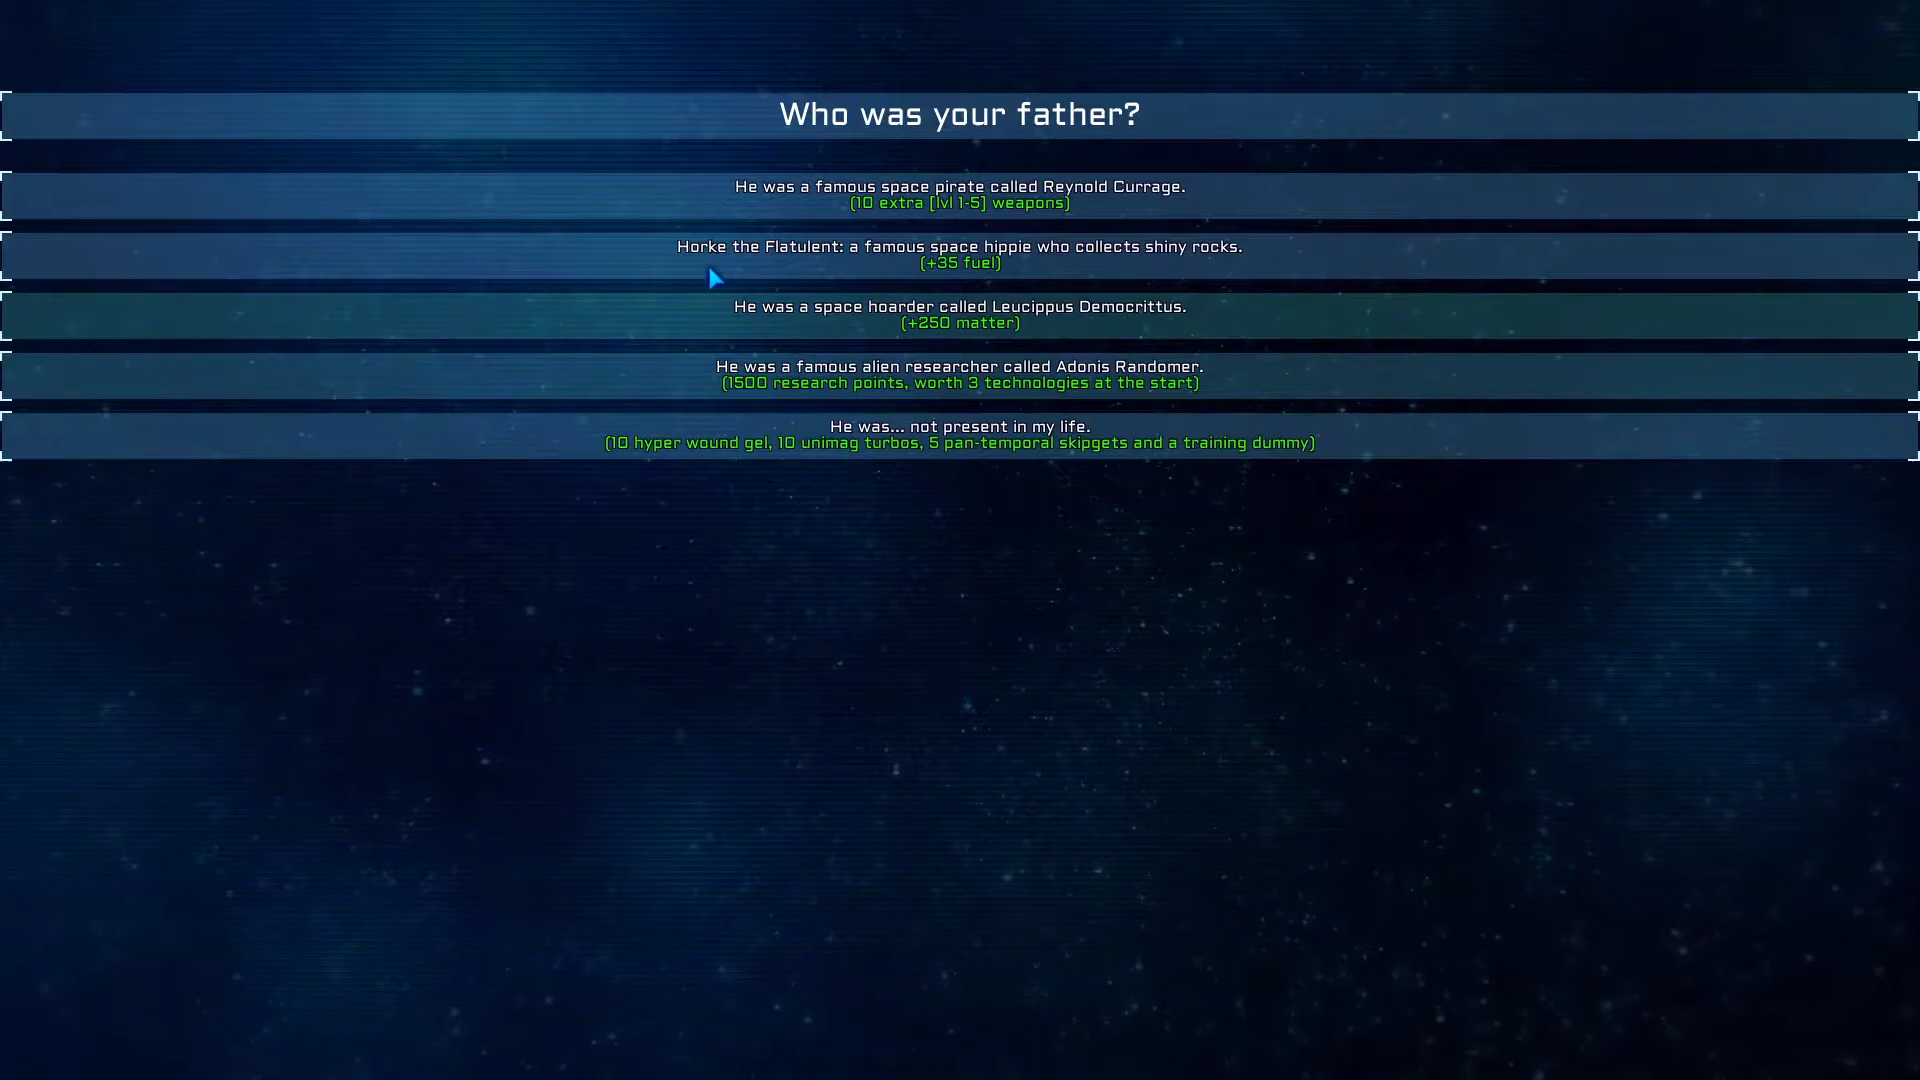 Who was your father?
He was a famous space pirate called Reynold Currage.
(10 extra [lvl 1-5] weapons)
Horke the Flatulent: a famous space hippie who collects shiny rocks.
(+35 fuel)
He was a space hoarder called Leucippus Democrittus.
(+250 matter)
He was a famous alien researcher called Adonis Randomer.
(1500 research points, worth 3 technologies at the start)
He was... not present in my life.
(10 hyper wound gel, 10 unimag turbos, 5 pan-temporal skipgets and a training dummy)